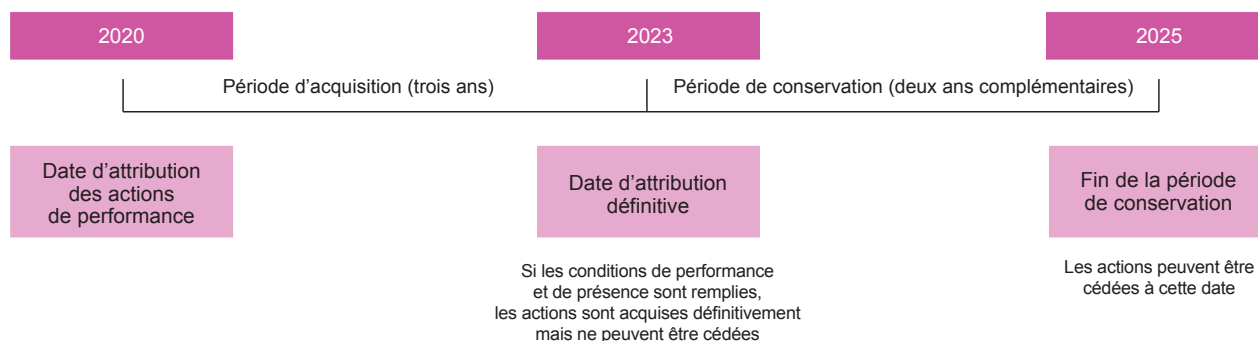 2020
2023
2025
Période d'acquisition (trois ans)
Période de conservation (deux ans complémentaires)
Date d'attribution
des actions
de performance
Date d'attribution
définitive
Fin de la période
de conservation
Si les conditions de performance
et de présence sont remplies,
les actions sont acquises définitivement
mais ne peuvent être cédées
Les actions peuvent être
cédées à cette date